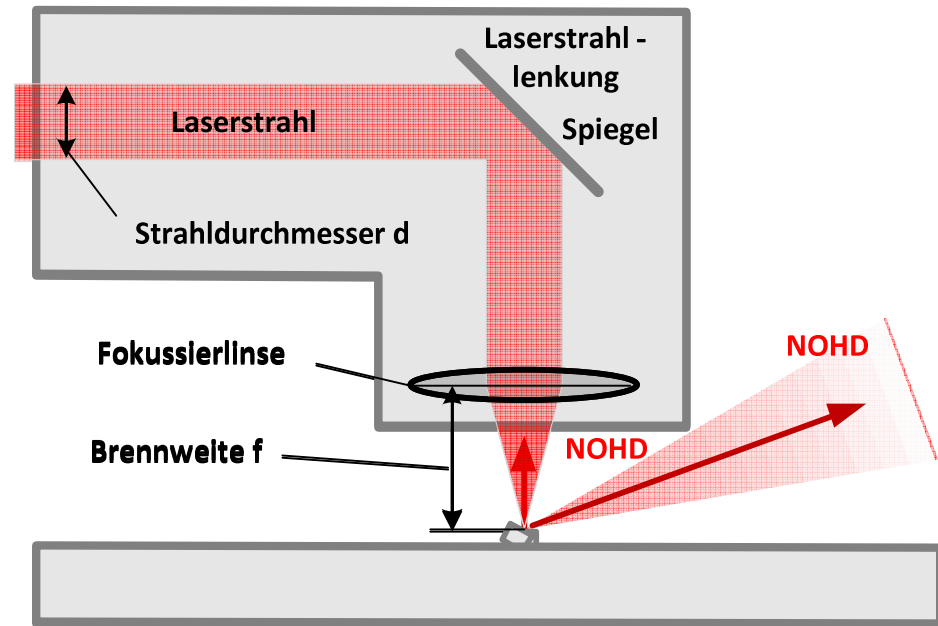 Laserstrahl -
lenkung
Spiegel
Laserstrahl
Strahldurchmesser d
Fokussierlinse
NOHD
Brennweite f
NOHD